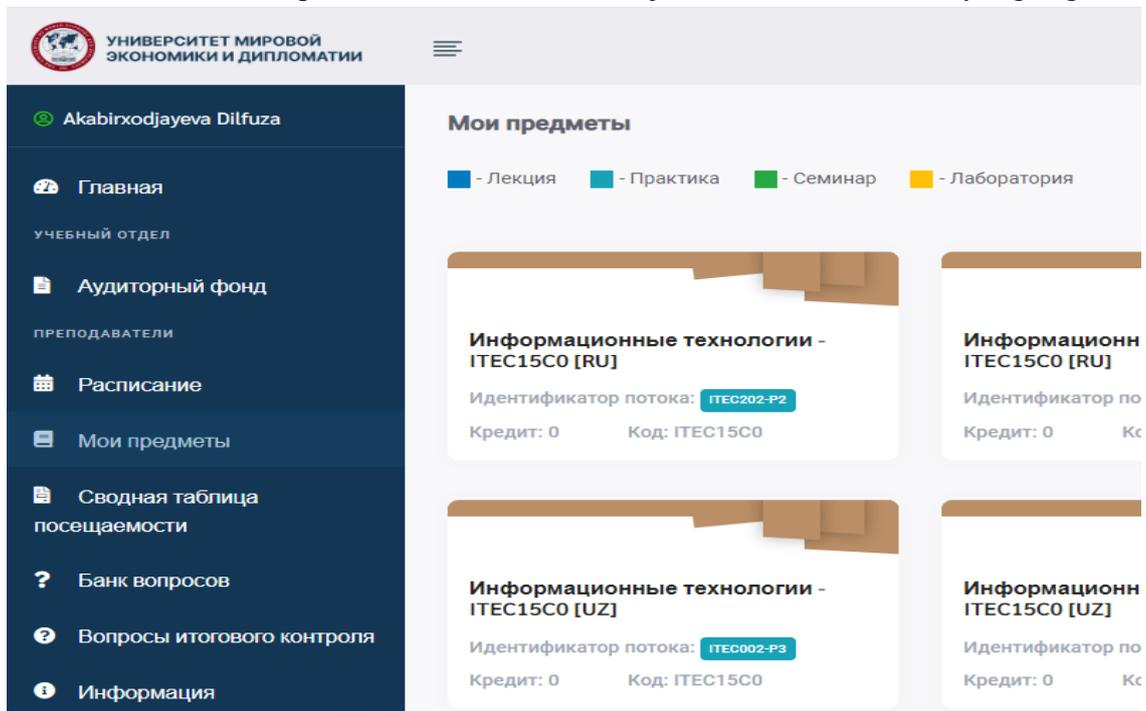 УНИВЕРСИТЕТ МИРОВОЙ
ЭКОНОМИКИ И ДИПЛОМАТИИ
Akabirxodjayeva Dilfuza
Главная
УЧЕБНЫЙ ОТДЕЛ
Аудиторный фонд
ПРЕПОДАВАТЕЛИ
Расписание
Мои предметы
Сводная таблица
посещаемости
Банк вопросов
Вопросы итогового контроля
Информация
Мои предметы
- Лекция - Практика - Семинар - Лаборатория
Информационные технологии -
ITEC15C0 [RU]
Идентификатор потока: ITEC202-P2
Кредит: 0 Код: ITEC15C0
Информационн
ITEC15C0 [RU]
Идентификатор по
Кредит: 0 Ко
Информационные технологии -
ITEC15C0 [UZ]
Идентификатор потока: ITEC002-P3
Кредит: 0 Код: ITEC15C0
Информационн
ITEC15C0 [UZ]
Идентификатор по
Кредит: 0 Ко